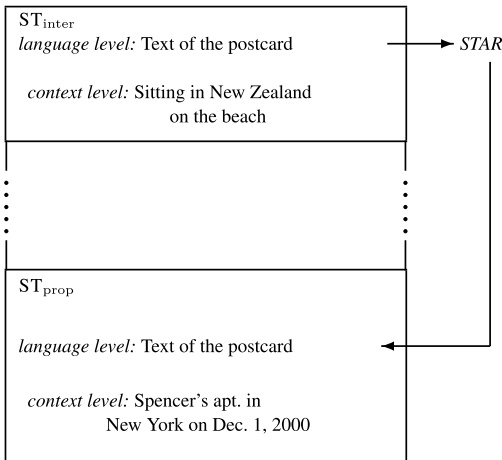 ST_inter
language level: Text of the postcard
STAR
context level: Sitting in New Zealand
on the beach
ST_prop
language level: Text of the postcard
context level: Spencer's apt. in
New York on Dec. 1, 2000